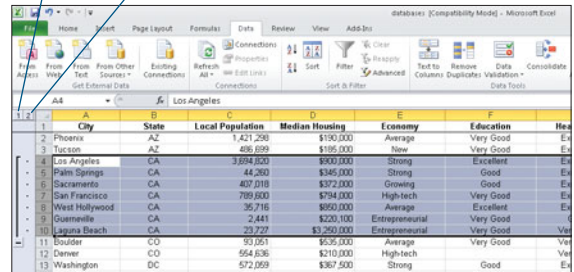 databases [Compatibility Mode] - Microsoft Excel
Home Insert Page Layout Formulas Data Review View Add-Ins
From Access From Web From Text From Other Sources Existing Connections Refresh All Connections Properties Edit Links Sort Filter Clear Reapply Advanced Text to Columns Remove Duplicates Data Validation Consolidate
Get External Data Connections Sort & Filter Data Tools
A4 fx Los Angeles
1 2 A B C D E F
1 City State Local Population Median Housing Economy Education
2 Phoenix AZ 1,421,298 $190,000 Average Very Good
3 Tucson AZ 486,699 $185,000 New Very Good
4 Los Angeles CA 3,694,820 $900,000 Strong Excellent
5 Palm Springs CA 44,260 $345,000 Strong Good
6 Sacramento CA 407,018 $372,000 Growing Good
7 San Francisco CA 789,600 $794,000 High-tech Very Good
8 West Hollywood CA 35,716 $950,000 Average Excellent
9 Guerneville CA 2,441 $220,100 Entrepreneurial
10 Laguna Beach CA 23,727 $3,250,000 Entrepreneurial Very Good
11 Boulder CO 93,051 $535,000 Average Very Good
12 Denver CO 554,636 $210,000 High-tech
13 Washington DC 572,059 $367,500 Strong Good